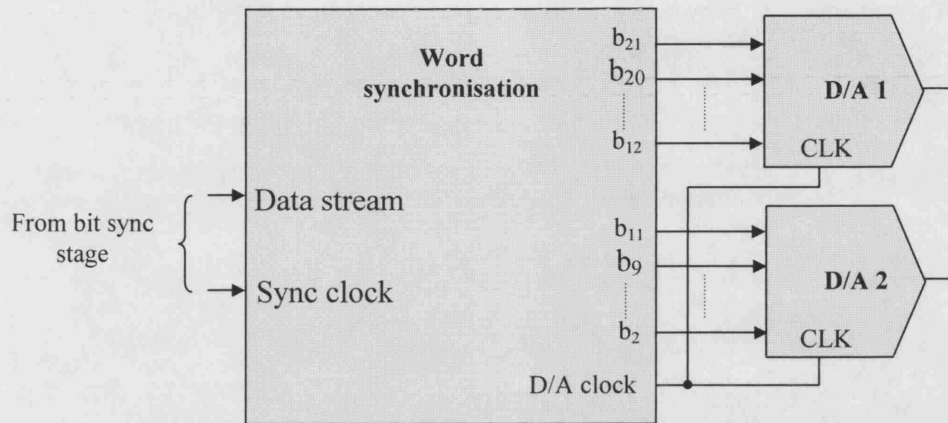 Word
synchronisation
From bit sync
stage
Data stream
Sync clock
b21
b20
b12
b11
b9
b2
D/A clock
D/A 1
CLK
D/A 2
CLK